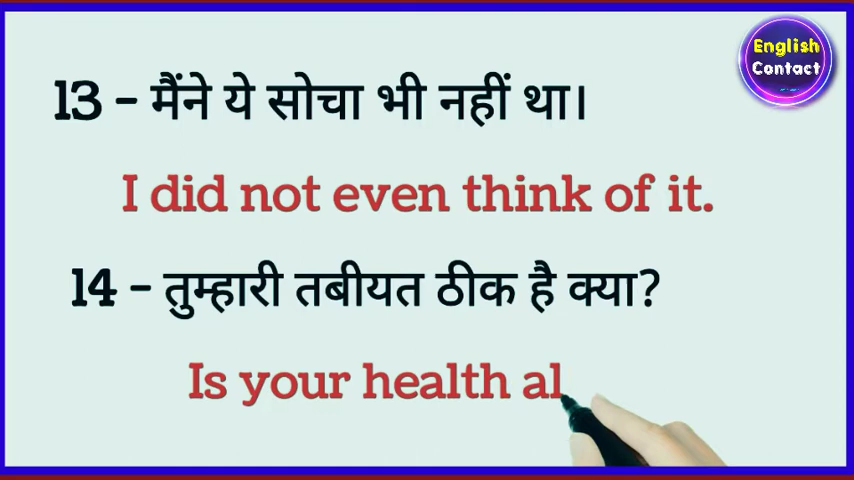 English
Contact
13 - मैंने ये सोचा भी नहीं था।
I did not even think of it.
14 - तुम्हारी तबीयत ठीक है क्या?
Is your health al